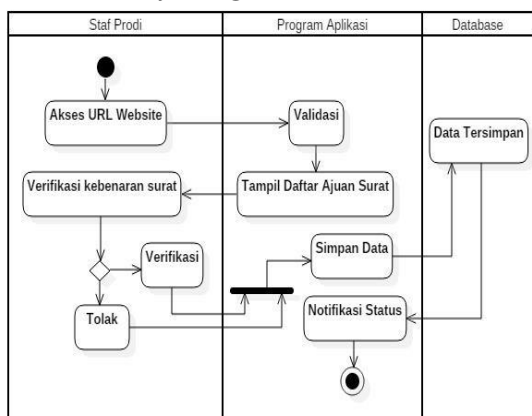 Staf Prodi
Program Aplikasi
Database
Akses URL Website
Validasi
Data Tersimpan
Verifikasi kebenaran surat
Tampil Daftar Ajuan Surat
Verifikasi
Simpan Data
Tolak
Notifikasi Status